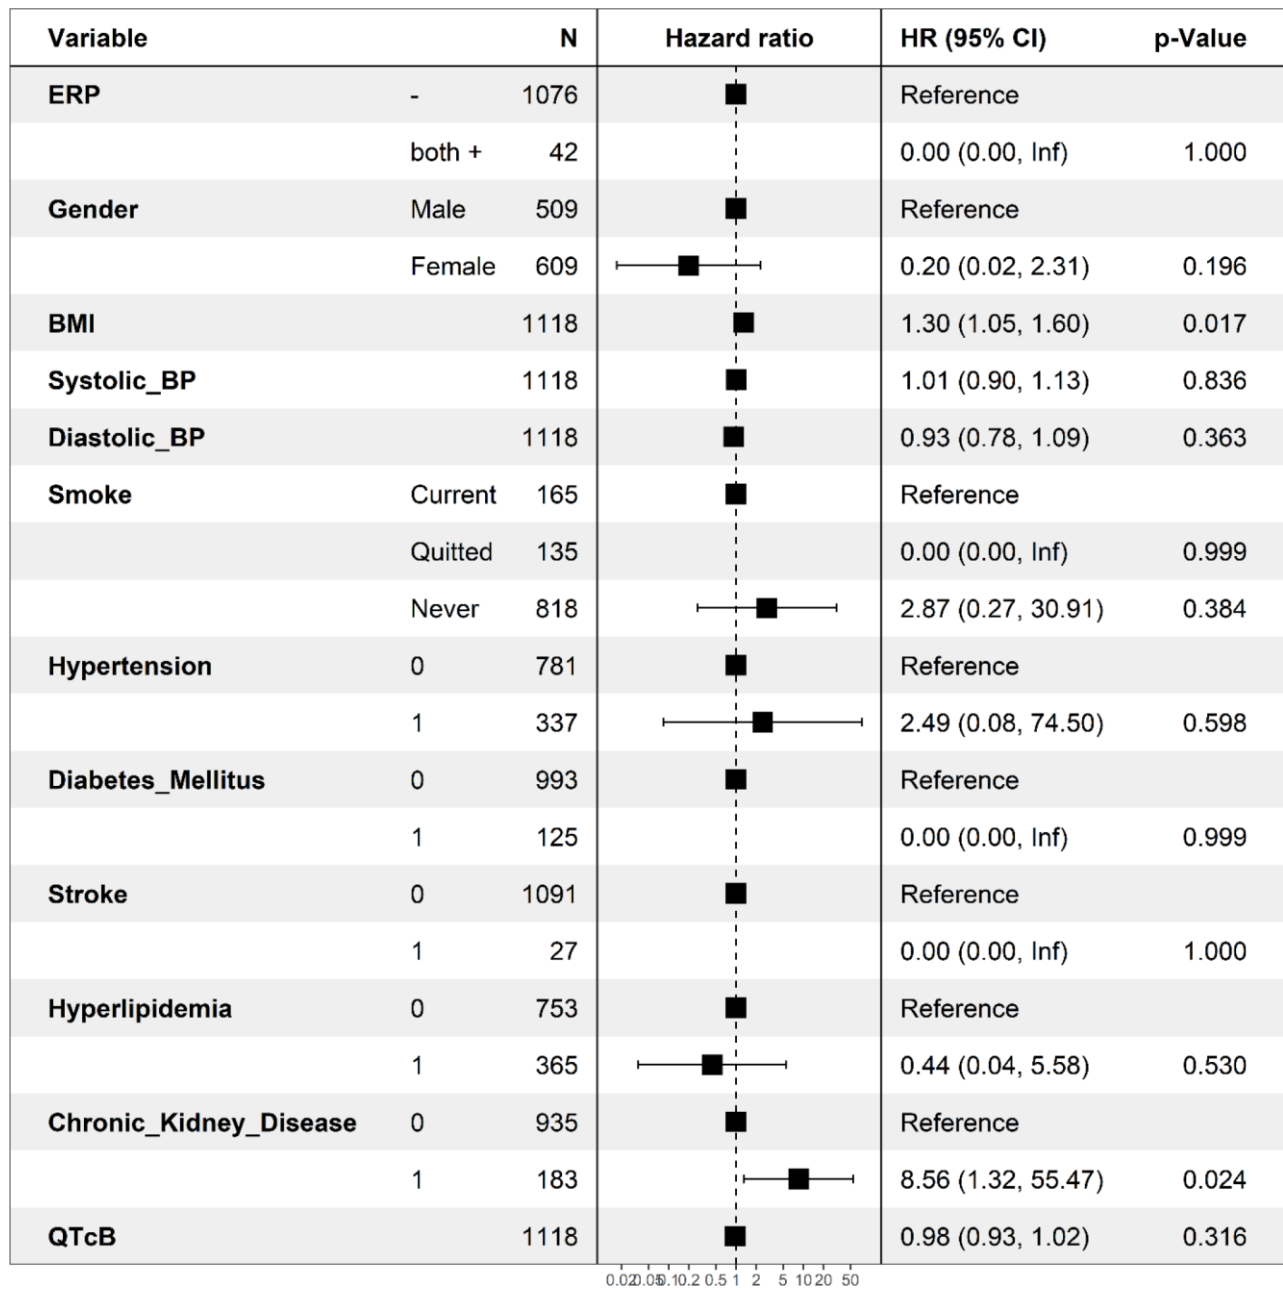 Variable N Hazard ratio HR (95% CI) p-Value
ERP - 1076 Reference
both + 42 0.00 (0.00, Inf) 1.000
Gender Male 509 Reference
Female 609 0.20 (0.02, 2.31) 0.196
BMI 1118 1.30 (1.05, 1.60) 0.017
Systolic_BP 1118 1.01 (0.90, 1.13) 0.836
Diastolic_BP 1118 0.93 (0.78, 1.09) 0.363
Smoke Current 165 Reference
Quitted 135 0.00 (0.00, Inf) 0.999
Never 818 2.87 (0.27, 30.91) 0.384
Hypertension 0 781 Reference
1 337 2.49 (0.08, 74.50) 0.598
Diabetes_Mellitus 0 993 Reference
1 125 0.00 (0.00, Inf) 0.999
Stroke 0 1091 Reference
1 27 0.00 (0.00, Inf) 1.000
Hyperlipidemia 0 753 Reference
1 365 0.44 (0.04, 5.58) 0.530
Chronic_Kidney_Disease 0 935 Reference
1 183 8.56 (1.32, 55.47) 0.024
QTcB 1118 0.98 (0.93, 1.02) 0.316
0.02 0.05 0.1 0.2 0.5 1 2 5 10 20 50